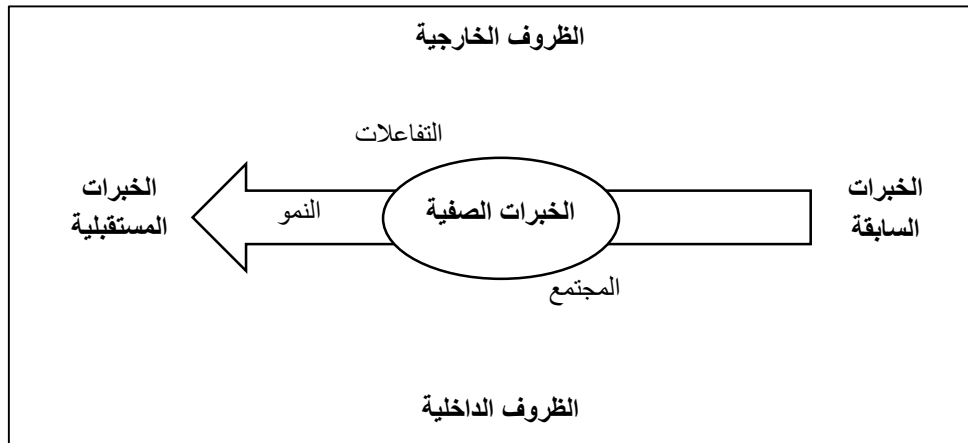 الظروف الخارجية
التفاعلات
الخبرات
السابقة
الخبرات الصفية
النمو
الخبرات
المستقبلية
المجتمع
الظروف الداخلية